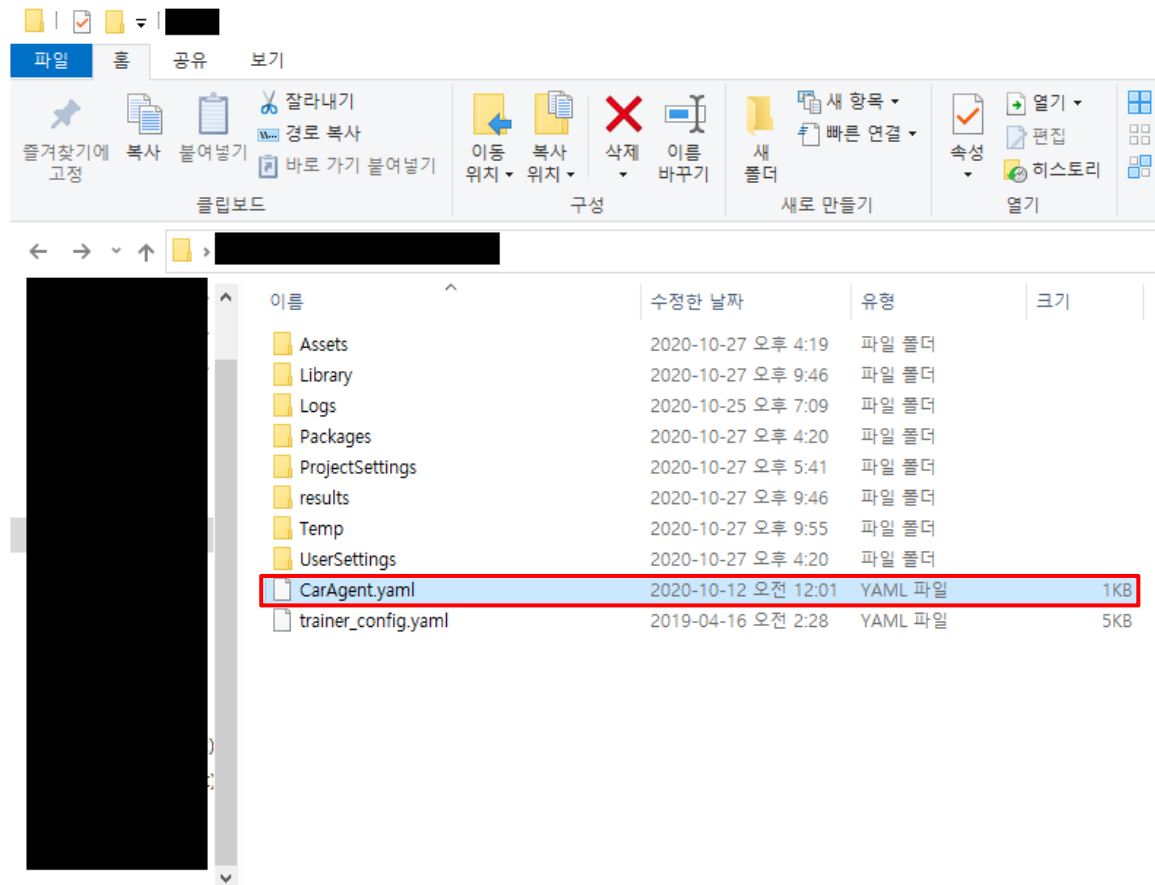 파일 홈 공유 보기
즐겨찾기에 고정
복사
붙여넣기
잘라내기
경로 복사
바로 가기 붙여넣기
클립보드
이동 위치
복사 위치
삭제
이름 바꾸기
구성
새 폴더
새 항목
빠른 연결
새로 만들기
속성
열기
편집
히스토리
열기
이름 수정한 날짜 유형 크기
Assets 2020-10-27 오후 4:19 파일 폴더
Library 2020-10-27 오후 9:46 파일 폴더
Logs 2020-10-25 오후 7:09 파일 폴더
Packages 2020-10-27 오후 4:20 파일 폴더
ProjectSettings 2020-10-27 오후 5:41 파일 폴더
results 2020-10-27 오후 9:46 파일 폴더
Temp 2020-10-27 오후 9:55 파일 폴더
UserSettings 2020-10-27 오후 4:20 파일 폴더
CarAgent.yaml 2020-10-12 오전 12:01 YAML 파일 1KB
trainer_config.yaml 2019-04-16 오전 2:28 YAML 파일 5KB